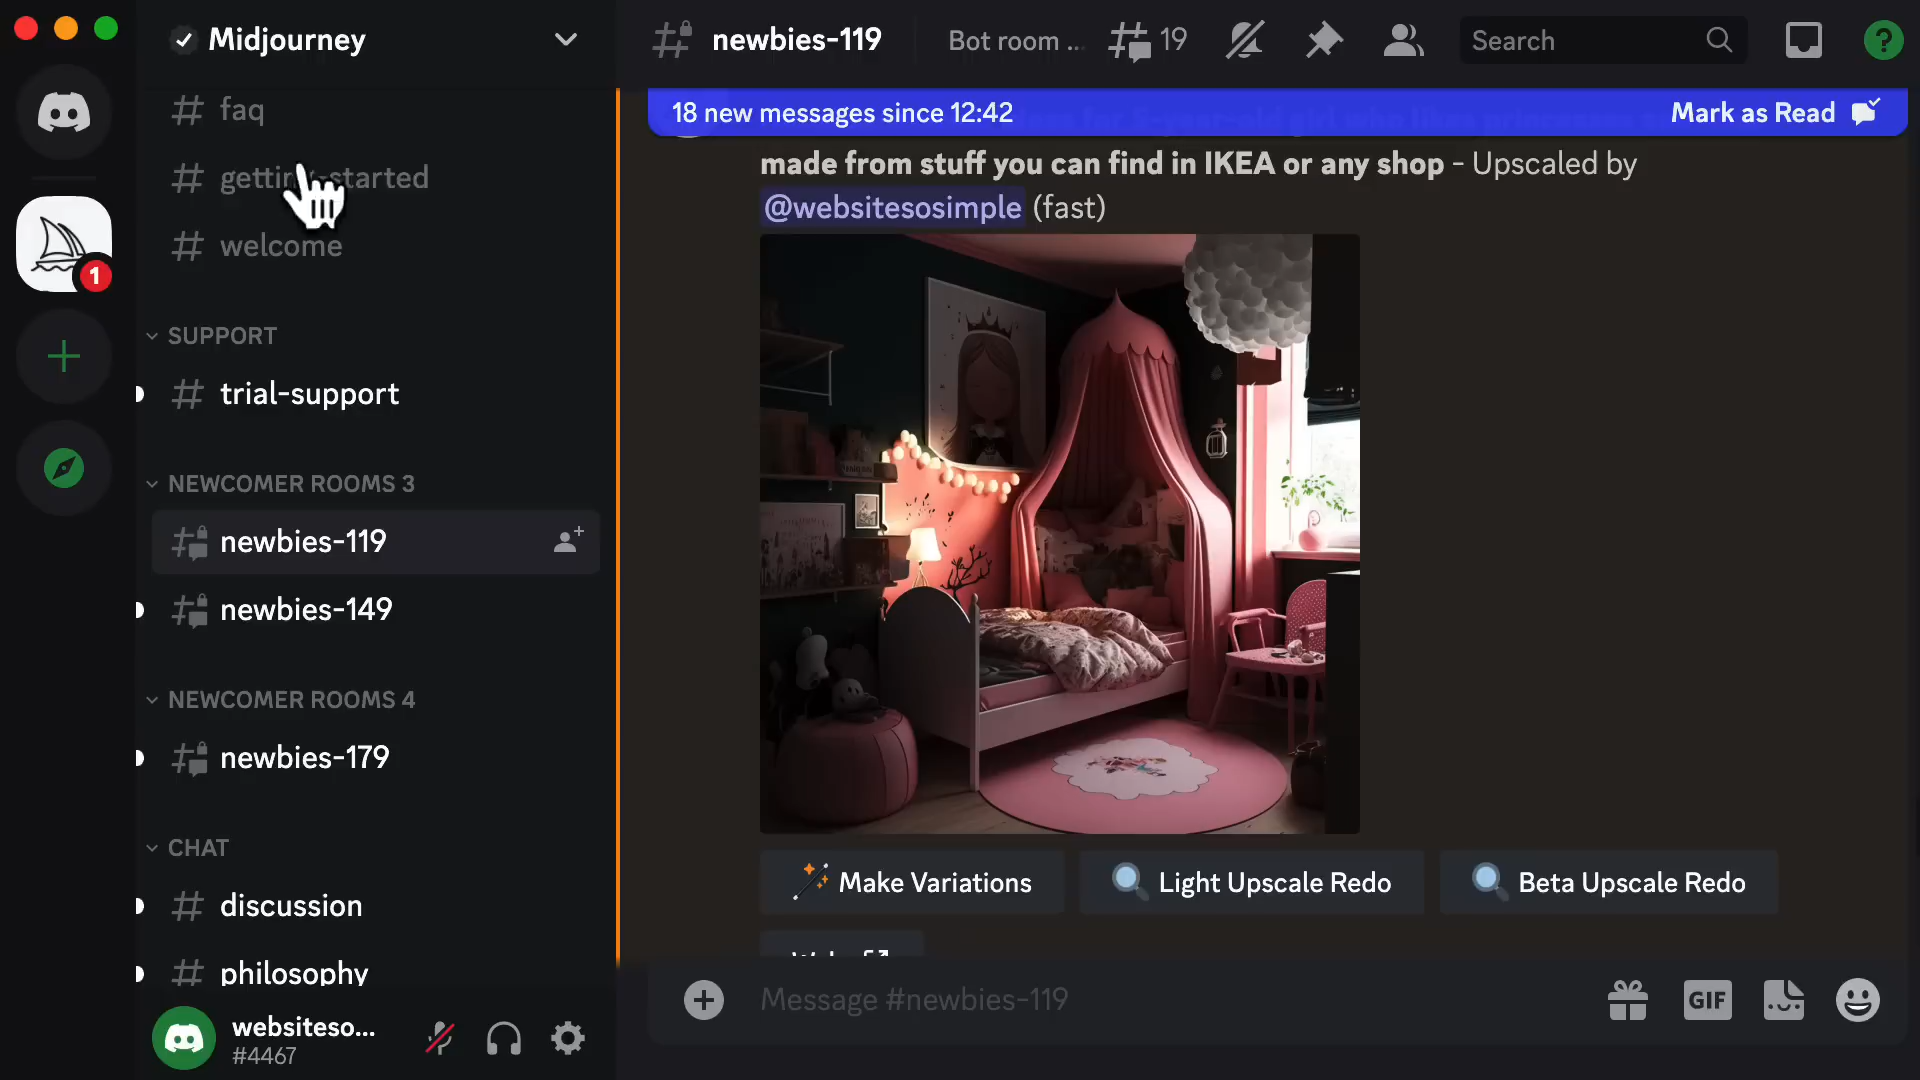 Midjourney
newbies-119
Bot room ...
19
Search
?
18 new messages since 12:42
Mark as Read
faq
getting-started
welcome
1
SUPPORT
trial-support
NEWCOMER ROOMS 3
newbies-119
newbies-149
NEWCOMER ROOMS 4
newbies-179
CHAT
discussion
philosophy
websiteso...
#4467
made from stuff you can find in IKEA or any shop - Upscaled by
@websitesosimple (fast)
Make Variations
Light Upscale Redo
Beta Upscale Redo
Message #newbies-119
GIF